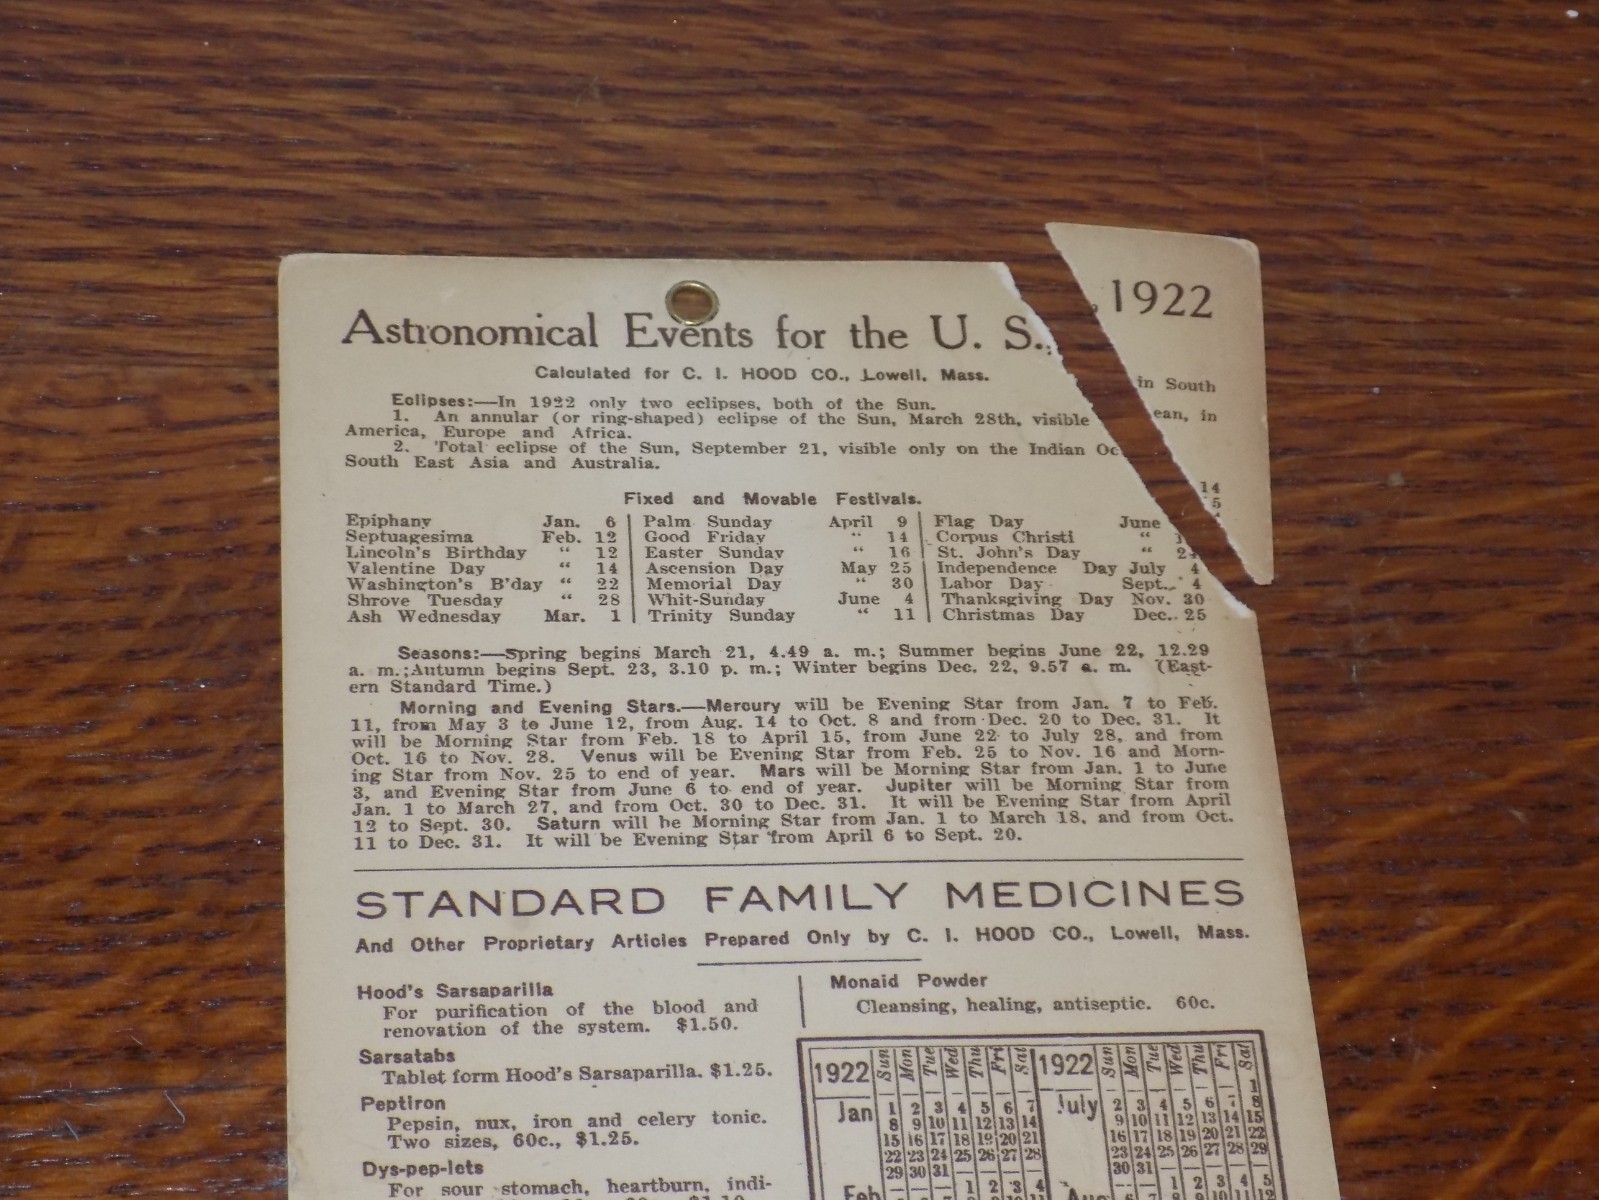 Astronomical Events for the U. S., 1922
Calculated for C. I. HOOD CO., Lowell, Mass.
Eclipses:—In 1922 only two eclipses, both of the Sun.
1. An annular (or ring-shaped) eclipse of the Sun, March 28th, visible in South
America, Europe and Africa.
2. Total eclipse of the Sun, September 21, visible only on the Indian Ocean, in
South East Asia and Australia.
Fixed and Movable Festivals.
Epiphany Jan. 6 Palm Sunday April 9 Flag Day June 14
Septuagesima Feb. 12 Good Friday “ 14 Corpus Christi “ 15
Lincoln's Birthday “ 12 Easter Sunday “ 16 St. John's Day “ 24
Valentine Day “ 14 Ascension Day May 25 Independence Day July 4
Washington's B'day “ 22 Memorial Day “ 30 Labor Day Sept. 4
Shrove Tuesday “ 28 Whit-Sunday June 4 Thanksgiving Day Nov. 30
Ash Wednesday Mar. 1 Trinity Sunday “ 11 Christmas Day Dec. 25
Seasons:—Spring begins March 21, 4.49 a. m.; Summer begins June 22, 12.29
a. m.; Autumn begins Sept. 23, 3.10 p. m.; Winter begins Dec. 22, 9.57 a. m. (East-
ern Standard Time.)
Morning and Evening Stars.—Mercury will be Evening Star from Jan. 7 to Feb.
11, from May 3 to June 12, from Aug. 14 to Oct. 8 and from Dec. 20 to Dec. 31. It
will be Morning Star from Feb. 18 to April 15, from June 22 to July 28, and from
Oct. 16 to Nov. 28. Venus will be Evening Star from Feb. 25 to Nov. 16 and Morn-
ing Star from Nov. 25 to end of year. Mars will be Morning Star from Jan. 1 to June
3, and Evening Star from June 6 to end of year. Jupiter will be Morning Star from
Jan. 1 to March 27, and from Oct. 30 to Dec. 31. It will be Evening Star from April
12 to Sept. 30. Saturn will be Morning Star from Jan. 1 to March 18, and from Oct.
11 to Dec. 31. It will be Evening Star from April 6 to Sept. 20.
STANDARD FAMILY MEDICINES
And Other Proprietary Articles Prepared Only by C. I. HOOD CO., Lowell, Mass.
Hood's Sarsaparilla
For purification of the blood and
renovation of the system. $1.50.
Sarsatabs
Tablet form Hood's Sarsaparilla. $1.25.
Peptiron
Pepsin, nux, iron and celery tonic.
Two sizes, 60c., $1.25.
Dys-pep-lets
For sour stomach, heartburn, indi-
Monaid Powder
Cleansing, healing, antiseptic. 60c.
1922 Sun Mon Tue Wed Thu Fri Sat 1922 Sun Mon Tue Wed Thu Fri Sat
— — — — — — 1
Jan 1 2 3 4 5 6 7 July 2 3 4 5 6 7 8
8 9 10 11 12 13 14 9 10 11 12 13 14 15
15 16 17 18 19 20 21 16 17 18 19 20 21 22
22 23 24 25 26 27 28 23 24 25 26 27 28 29
29 30 31 — — — — 30 31 — — — — —
Feb — — — 1 2 3 4 Aug — — 1 2 3 4 5